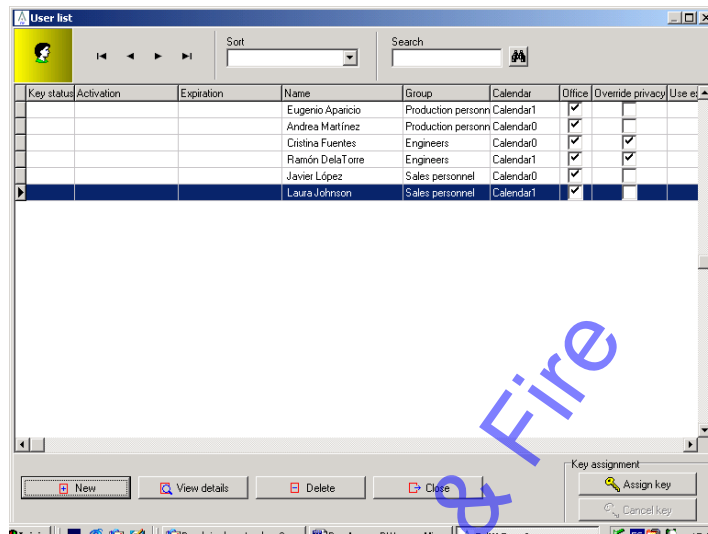 User list
Sort Search
Key status Activation Expiration Name Group Calendar Office Override privacy
Eugenio Aparicio Production personn Calendar1
Andrea Martínez Production personn Calendar0
Cristina Fuentes Engineers Calendar0
Ramón DelaTorre Engineers Calendar1
Javier López Sales personnel Calendar0
Laura Johnson Sales personnel Calendar1
& Fire
Key assignment
New View details Delete Close Assign key
Cancel key